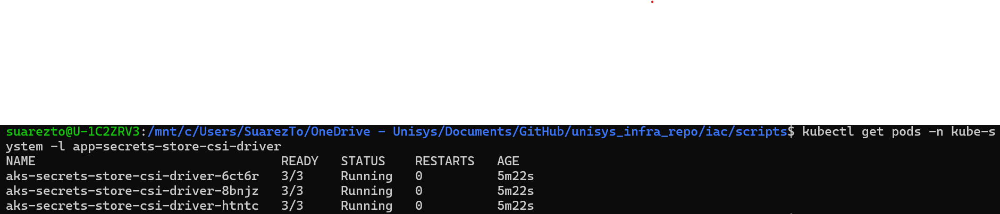 suarezto@U-1C2ZRV3:/mnt/c/Users/SuarezTo/OneDrive - Unisys/Documents/GitHub/unisys_infra_repo/iac/scripts$ kubectl get pods -n kube-s
ystem -l app=secrets-store-csi-driver
NAME                                 READY   STATUS    RESTARTS   AGE
aks-secrets-store-csi-driver-6ct6r   3/3     Running   0          5m22s
aks-secrets-store-csi-driver-8bnjz   3/3     Running   0          5m22s
aks-secrets-store-csi-driver-htntc   3/3     Running   0          5m22s